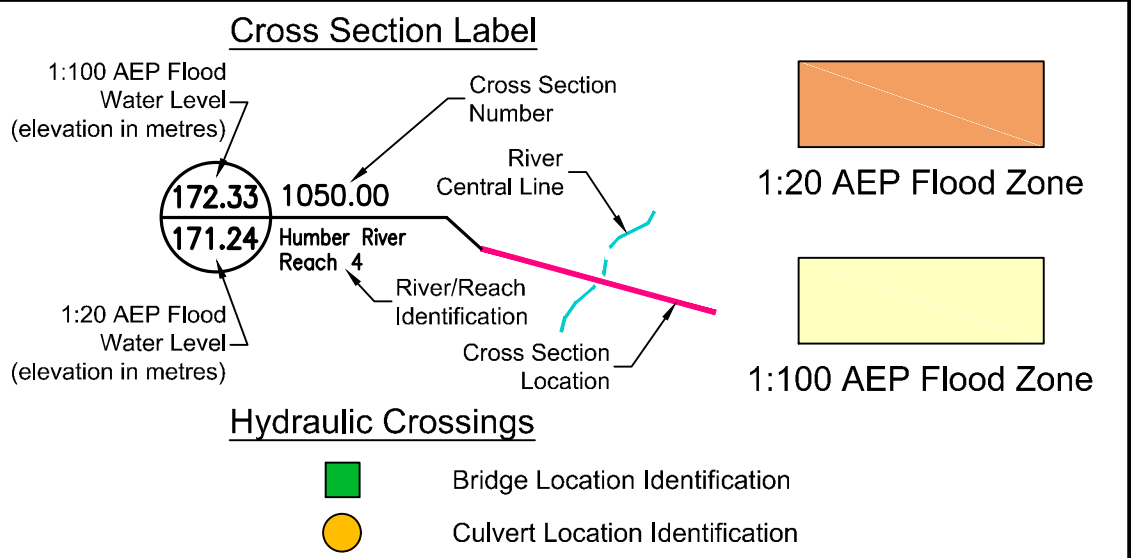 Cross Section Label
1:100 AEP Flood
Water Level
(elevation in metres)
Cross Section
Number
River
Central Line
172.33
1050.00
171.24
Humber River
Reach 4
River/Reach
Identification
1:20 AEP Flood
Water Level
(elevation in metres)
Cross Section
Location
1:20 AEP Flood Zone
1:100 AEP Flood Zone
Hydraulic Crossings
Bridge Location Identification
Culvert Location Identification